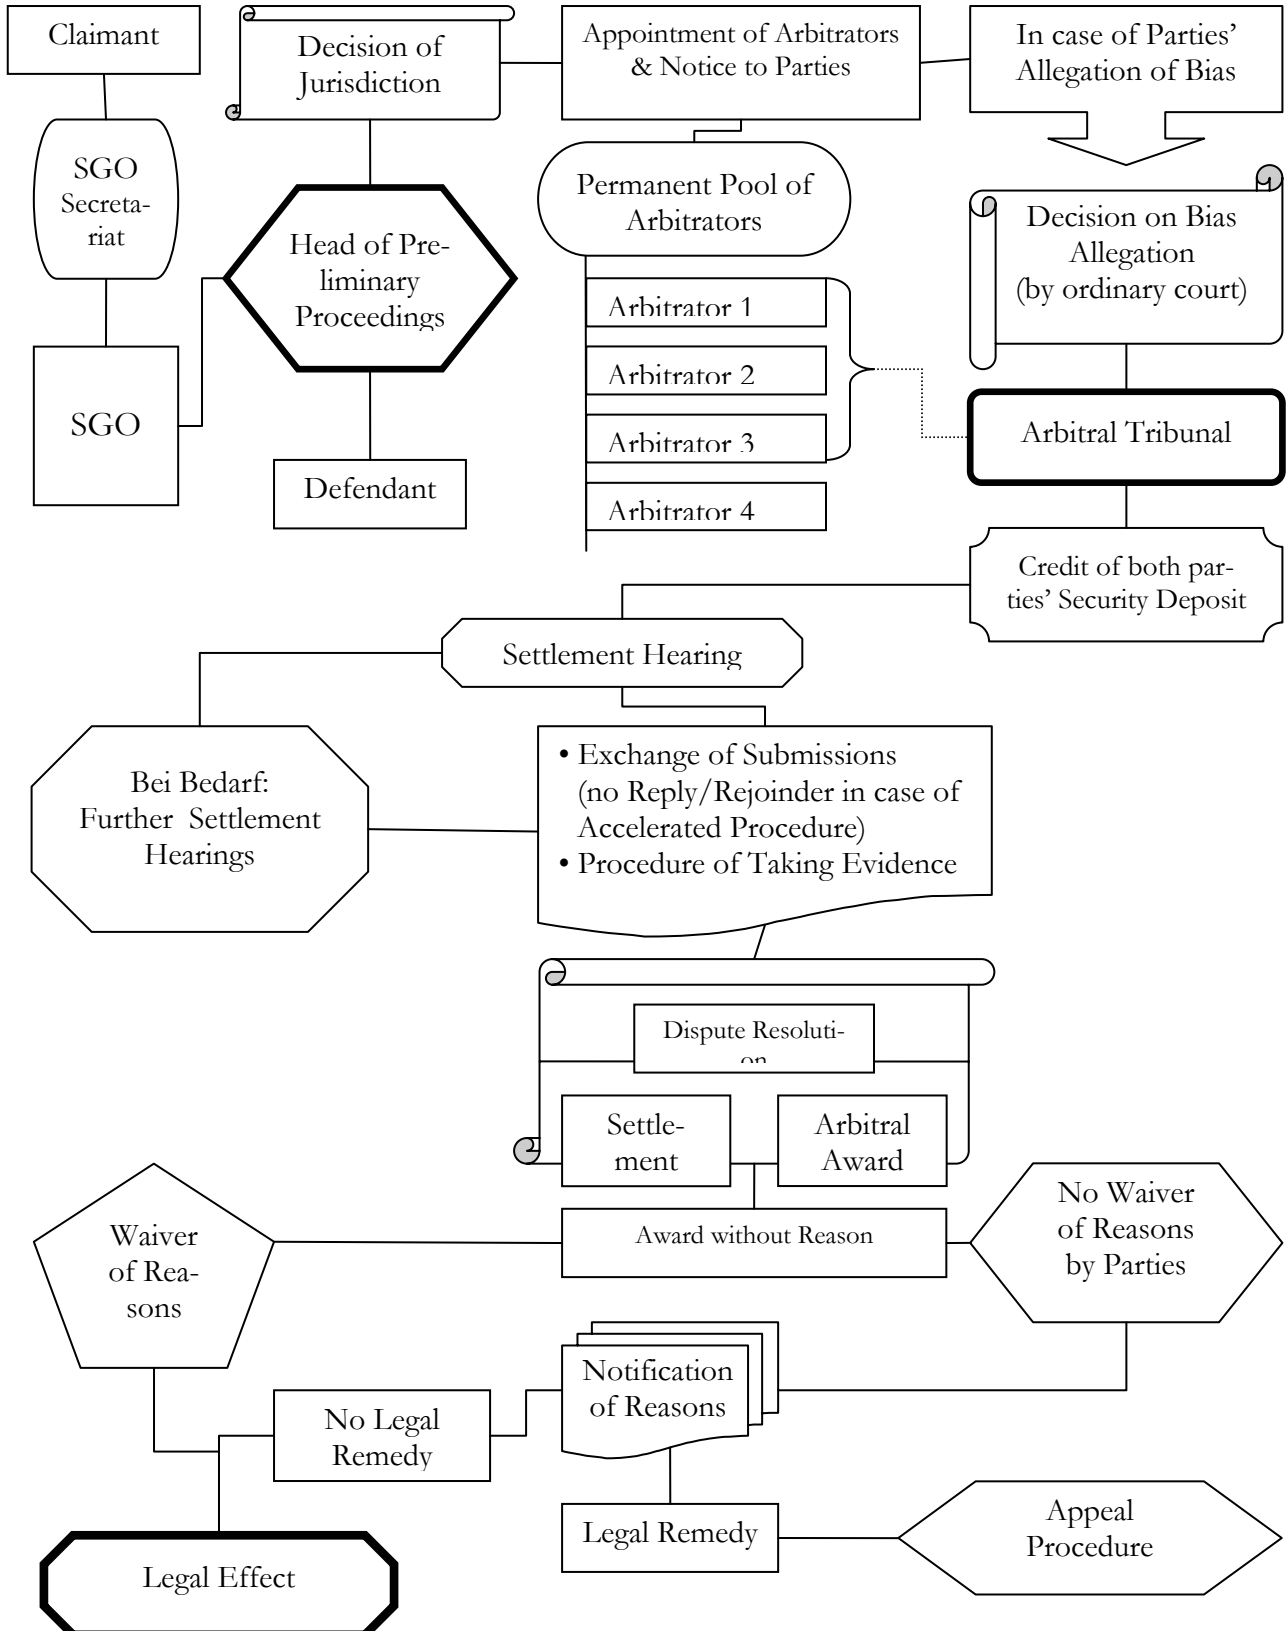 Claimant
Decision of
Jurisdiction
Appointment of Arbitrators
& Notice to Parties
In case of Parties’
Allegation of Bias
SGO
Secreta-
riat
Permanent Pool of
Arbitrators
Decision on Bias
Allegation
(by ordinary court)
Head of Pre-
liminary
Proceedings
Arbitrator 1
Arbitrator 2
Arbitrator 3
Arbitrator 4
SGO
Arbitral Tribunal
Defendant
Credit of both par-
ties’ Security Deposit
Settlement Hearing
Bei Bedarf:
Further Settlement
Hearings
• Exchange of Submissions
(no Reply/Rejoinder in case of
Accelerated Procedure)
• Procedure of Taking Evidence
Dispute Resoluti-
on
Settle-
ment
Arbitral
Award
Waiver
of Rea-
sons
Award without Reason
No Waiver
of Reasons
by Parties
Notification
of Reasons
No Legal
Remedy
Legal Remedy
Appeal
Procedure
Legal Effect